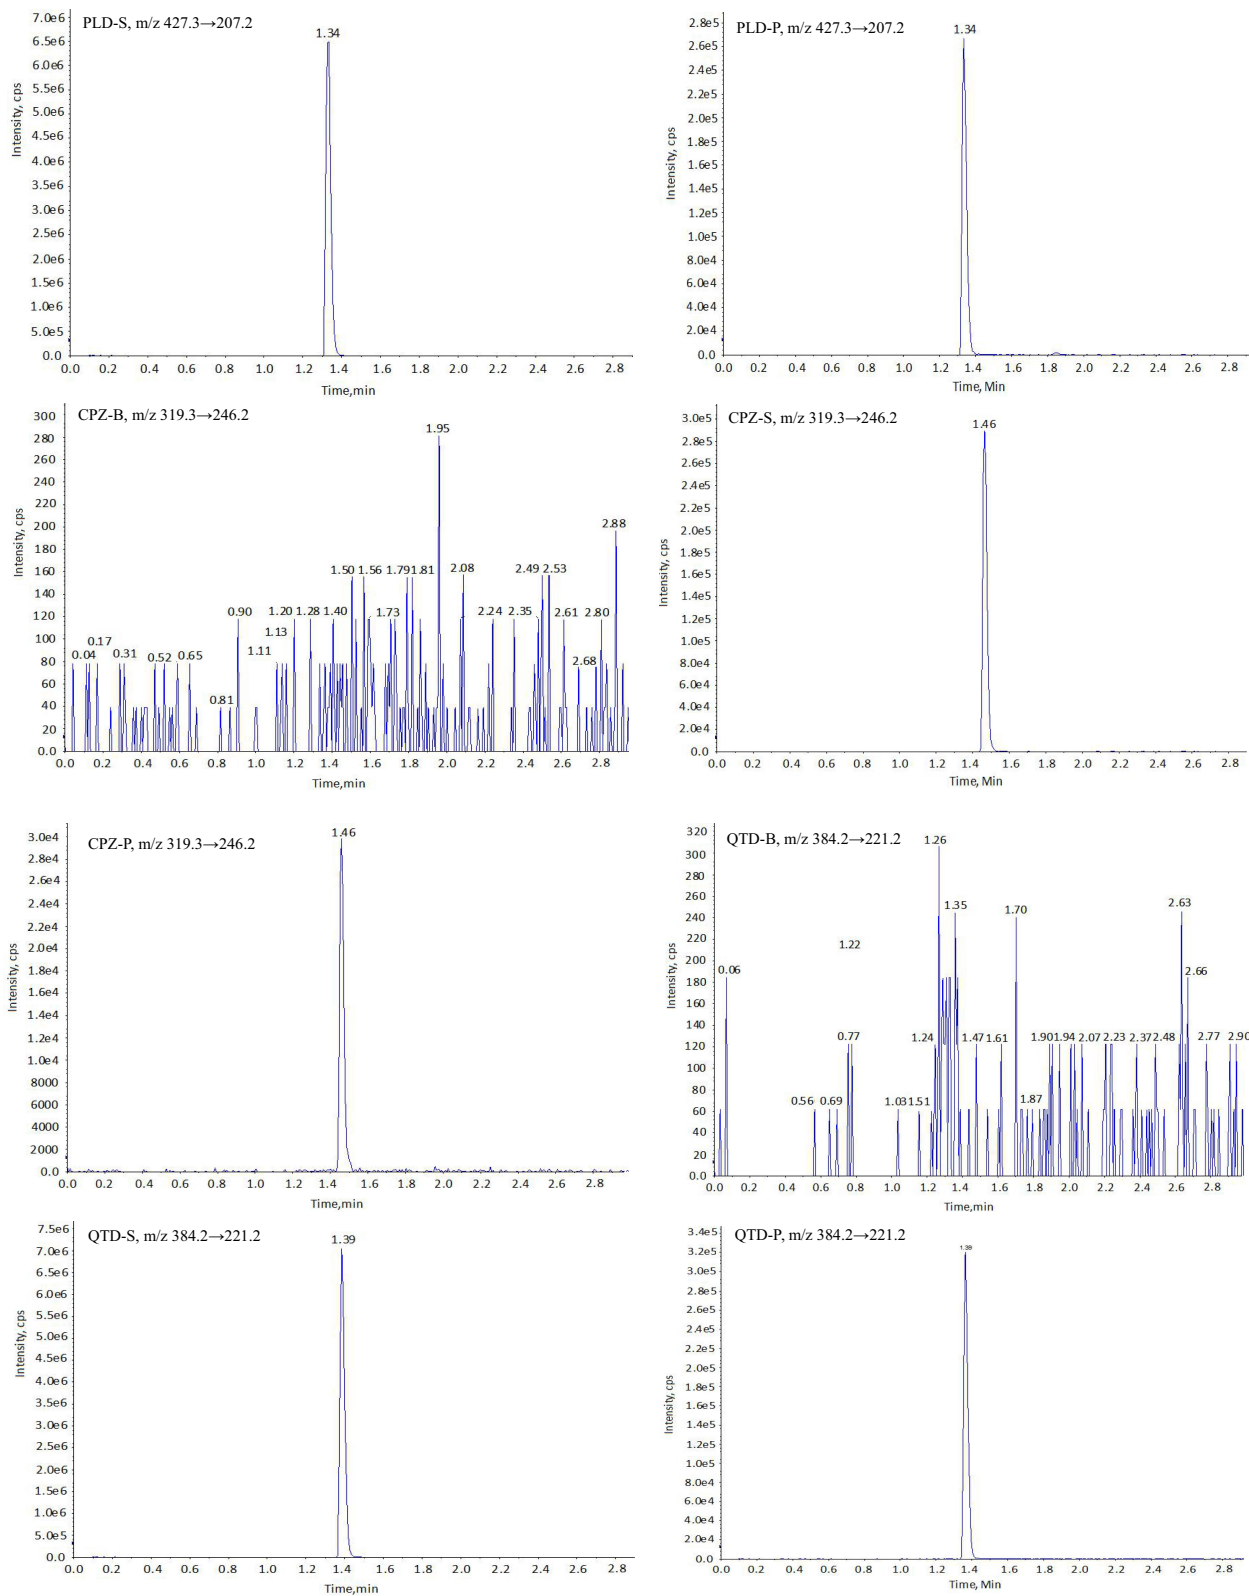 PLD-S, m/z 427.3→207.2
Intensity, cps
7.0e6
6.5e6
6.0e6
5.5e6
5.0e6
4.5e6
4.0e6
3.5e6
3.0e6
2.5e6
2.0e6
1.5e6
1.0e6
5.0e5
0.0
1.34
0.0 0.2 0.4 0.6 0.8 1.0 1.2 1.4 1.6 1.8 2.0 2.2 2.4 2.6 2.8
Time,min
PLD-P, m/z 427.3→207.2
Intensity, cps
2.8e5
2.6e5
2.4e5
2.2e5
2.0e5
1.8e5
1.6e5
1.4e5
1.2e5
1.0e5
8.0e4
6.0e4
4.0e4
2.0e4
0.0
1.34
0.0 0.2 0.4 0.6 0.8 1.0 1.2 1.4 1.6 1.8 2.0 2.2 2.4 2.6 2.8
Time, Min
CPZ-B, m/z 319.3→246.2
Intensity, cps
300
280
260
240
220
200
180
160
140
120
100
80
60
40
20
0.0
1.95
2.88
1.50 1.56 1.79 1.81 2.08 2.49 2.53
0.90 1.20 1.28 1.40 1.73 2.24 2.35 2.61 2.80
0.17 1.13
0.04 0.31 0.52 0.65 1.11 2.68
0.81
0.0 0.2 0.4 0.6 0.8 1.0 1.2 1.4 1.6 1.8 2.0 2.2 2.4 2.6 2.8
Time,min
CPZ-S, m/z 319.3→246.2
Intensity, cps
3.0e5
2.8e5
2.6e5
2.4e5
2.2e5
2.0e5
1.8e5
1.6e5
1.4e5
1.2e5
1.0e5
8.0e4
6.0e4
4.0e4
2.0e4
0.0
1.46
0.0 0.2 0.4 0.6 0.8 1.0 1.2 1.4 1.6 1.8 2.0 2.2 2.4 2.6 2.8
Time, Min
CPZ-P, m/z 319.3→246.2
Intensity, cps
3.0e4
2.8e4
2.6e4
2.4e4
2.2e4
2.0e4
1.8e4
1.6e4
1.4e4
1.2e4
1.0e4
8000
6000
4000
2000
0.0
1.46
0.0 0.2 0.4 0.6 0.8 1.0 1.2 1.4 1.6 1.8 2.0 2.2 2.4 2.6 2.8
Time,min
QTD-B, m/z 384.2→221.2
Intensity, cps
320
300
280
260
240
220
200
180
160
140
120
100
80
60
40
20
0.0
1.26
1.35 1.70 2.63
1.22
0.06 2.66
0.77 1.24 1.47 1.61 1.90 1.94 2.07 2.23 2.37 2.48 2.77 2.90
0.56 0.69 1.03 1.51 1.87
0.0 0.2 0.4 0.6 0.8 1.0 1.2 1.4 1.6 1.8 2.0 2.2 2.4 2.6 2.8
Time,min
QTD-S, m/z 384.2→221.2
Intensity, cps
7.5e6
7.0e6
6.5e6
6.0e6
5.5e6
5.0e6
4.5e6
4.0e6
3.5e6
3.0e6
2.5e6
2.0e6
1.5e6
1.0e6
5.0e5
0.0
1.39
0.0 0.2 0.4 0.6 0.8 1.0 1.2 1.4 1.6 1.8 2.0 2.2 2.4 2.6 2.8
Time,min
QTD-P, m/z 384.2→221.2
Intensity, cps
3.4e5
3.2e5
3.0e5
2.8e5
2.6e5
2.4e5
2.2e5
2.0e5
1.8e5
1.6e5
1.4e5
1.2e5
1.0e5
8.0e4
6.0e4
4.0e4
2.0e4
0.0
1.39
0.0 0.2 0.4 0.6 0.8 1.0 1.2 1.4 1.6 1.8 2.0 2.2 2.4 2.6 2.8
Time, Min